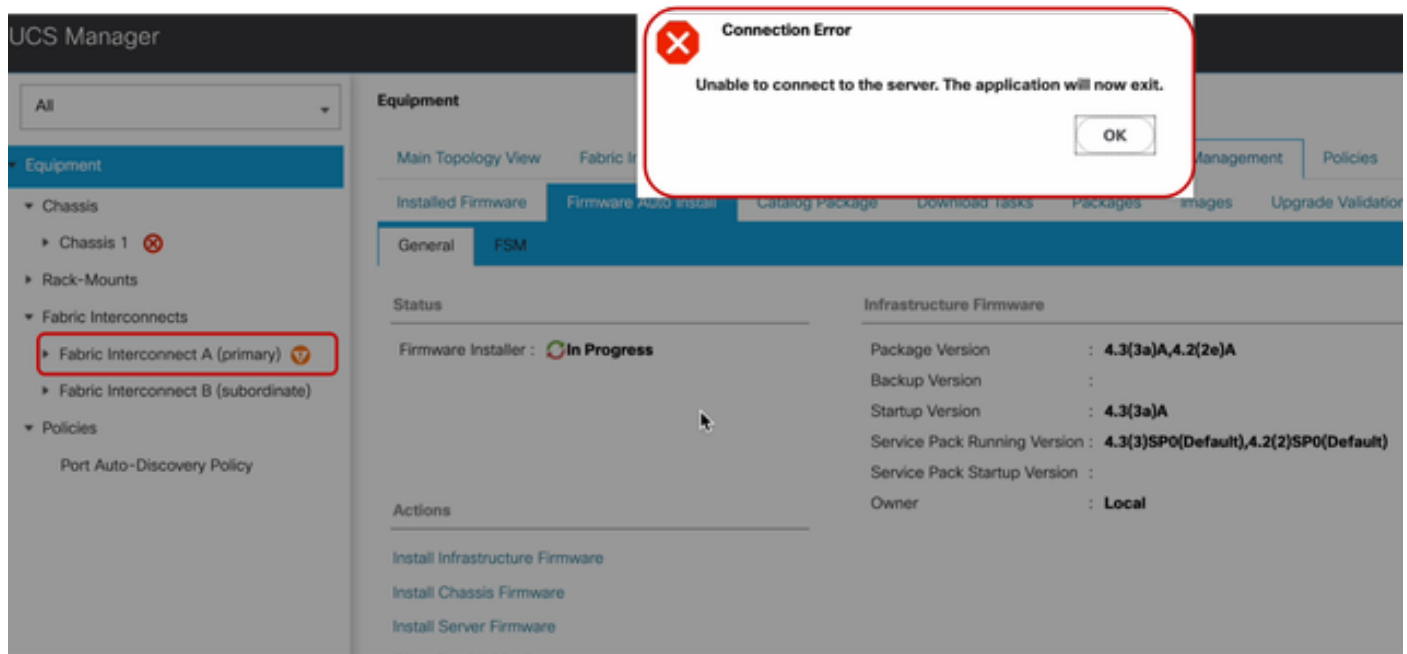 UCS Manager
Connection Error
Unable to connect to the server. The application will now exit.
OK
All
Equipment
Chassis
Chassis 1
Rack-Mounts
Fabric Interconnects
Fabric Interconnect A (primary)
Fabric Interconnect B (subordinate)
Policies
Port Auto-Discovery Policy
Equipment
Main Topology View Fabric In Management Policies
Installed Firmware Firmware Auto Install Catalog Package Download Tasks Packages Images Upgrade Validation
General FSM
Status
Firmware Installer : In Progress
Actions
Install Infrastructure Firmware
Install Chassis Firmware
Install Server Firmware
Infrastructure Firmware
Package Version : 4.3(3a)A,4.2(2e)A
Backup Version :
Startup Version : 4.3(3a)A
Service Pack Running Version : 4.3(3)SP0(Default),4.2(2)SP0(Default)
Service Pack Startup Version :
Owner : Local